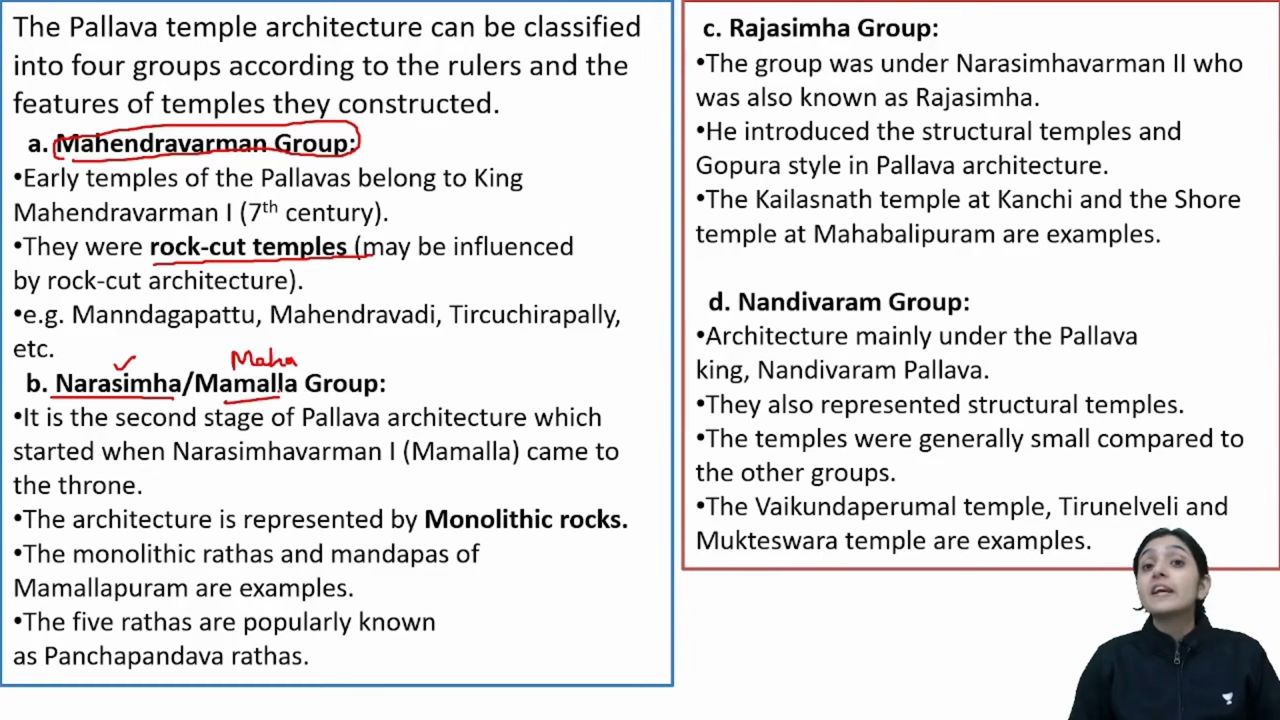 The Pallava temple architecture can be classified
into four groups according to the rulers and the
features of temples they constructed.
a. Mahendravarman Group:
•Early temples of the Pallavas belong to King
Mahendravarman I (7th century).
•They were rock-cut temples (may be influenced
by rock-cut architecture).
•e.g. Manndagapattu, Mahendravadi, Tircuchirapally,
etc.
Maha
b. Narasimha/Mamalla Group:
•It is the second stage of Pallava architecture which
started when Narasimhavarman I (Mamalla) came to
the throne.
•The architecture is represented by Monolithic rocks.
•The monolithic rathas and mandapas of
Mamallapuram are examples.
•The five rathas are popularly known
as Panchapandava rathas.
c. Rajasimha Group:
•The group was under Narasimhavarman II who
was also known as Rajasimha.
•He introduced the structural temples and
Gopura style in Pallava architecture.
•The Kailasnath temple at Kanchi and the Shore
temple at Mahabalipuram are examples.
d. Nandivaram Group:
•Architecture mainly under the Pallava
king, Nandivaram Pallava.
•They also represented structural temples.
•The temples were generally small compared to
the other groups.
•The Vaikundaperumal temple, Tirunelveli and
Mukteswara temple are examples.